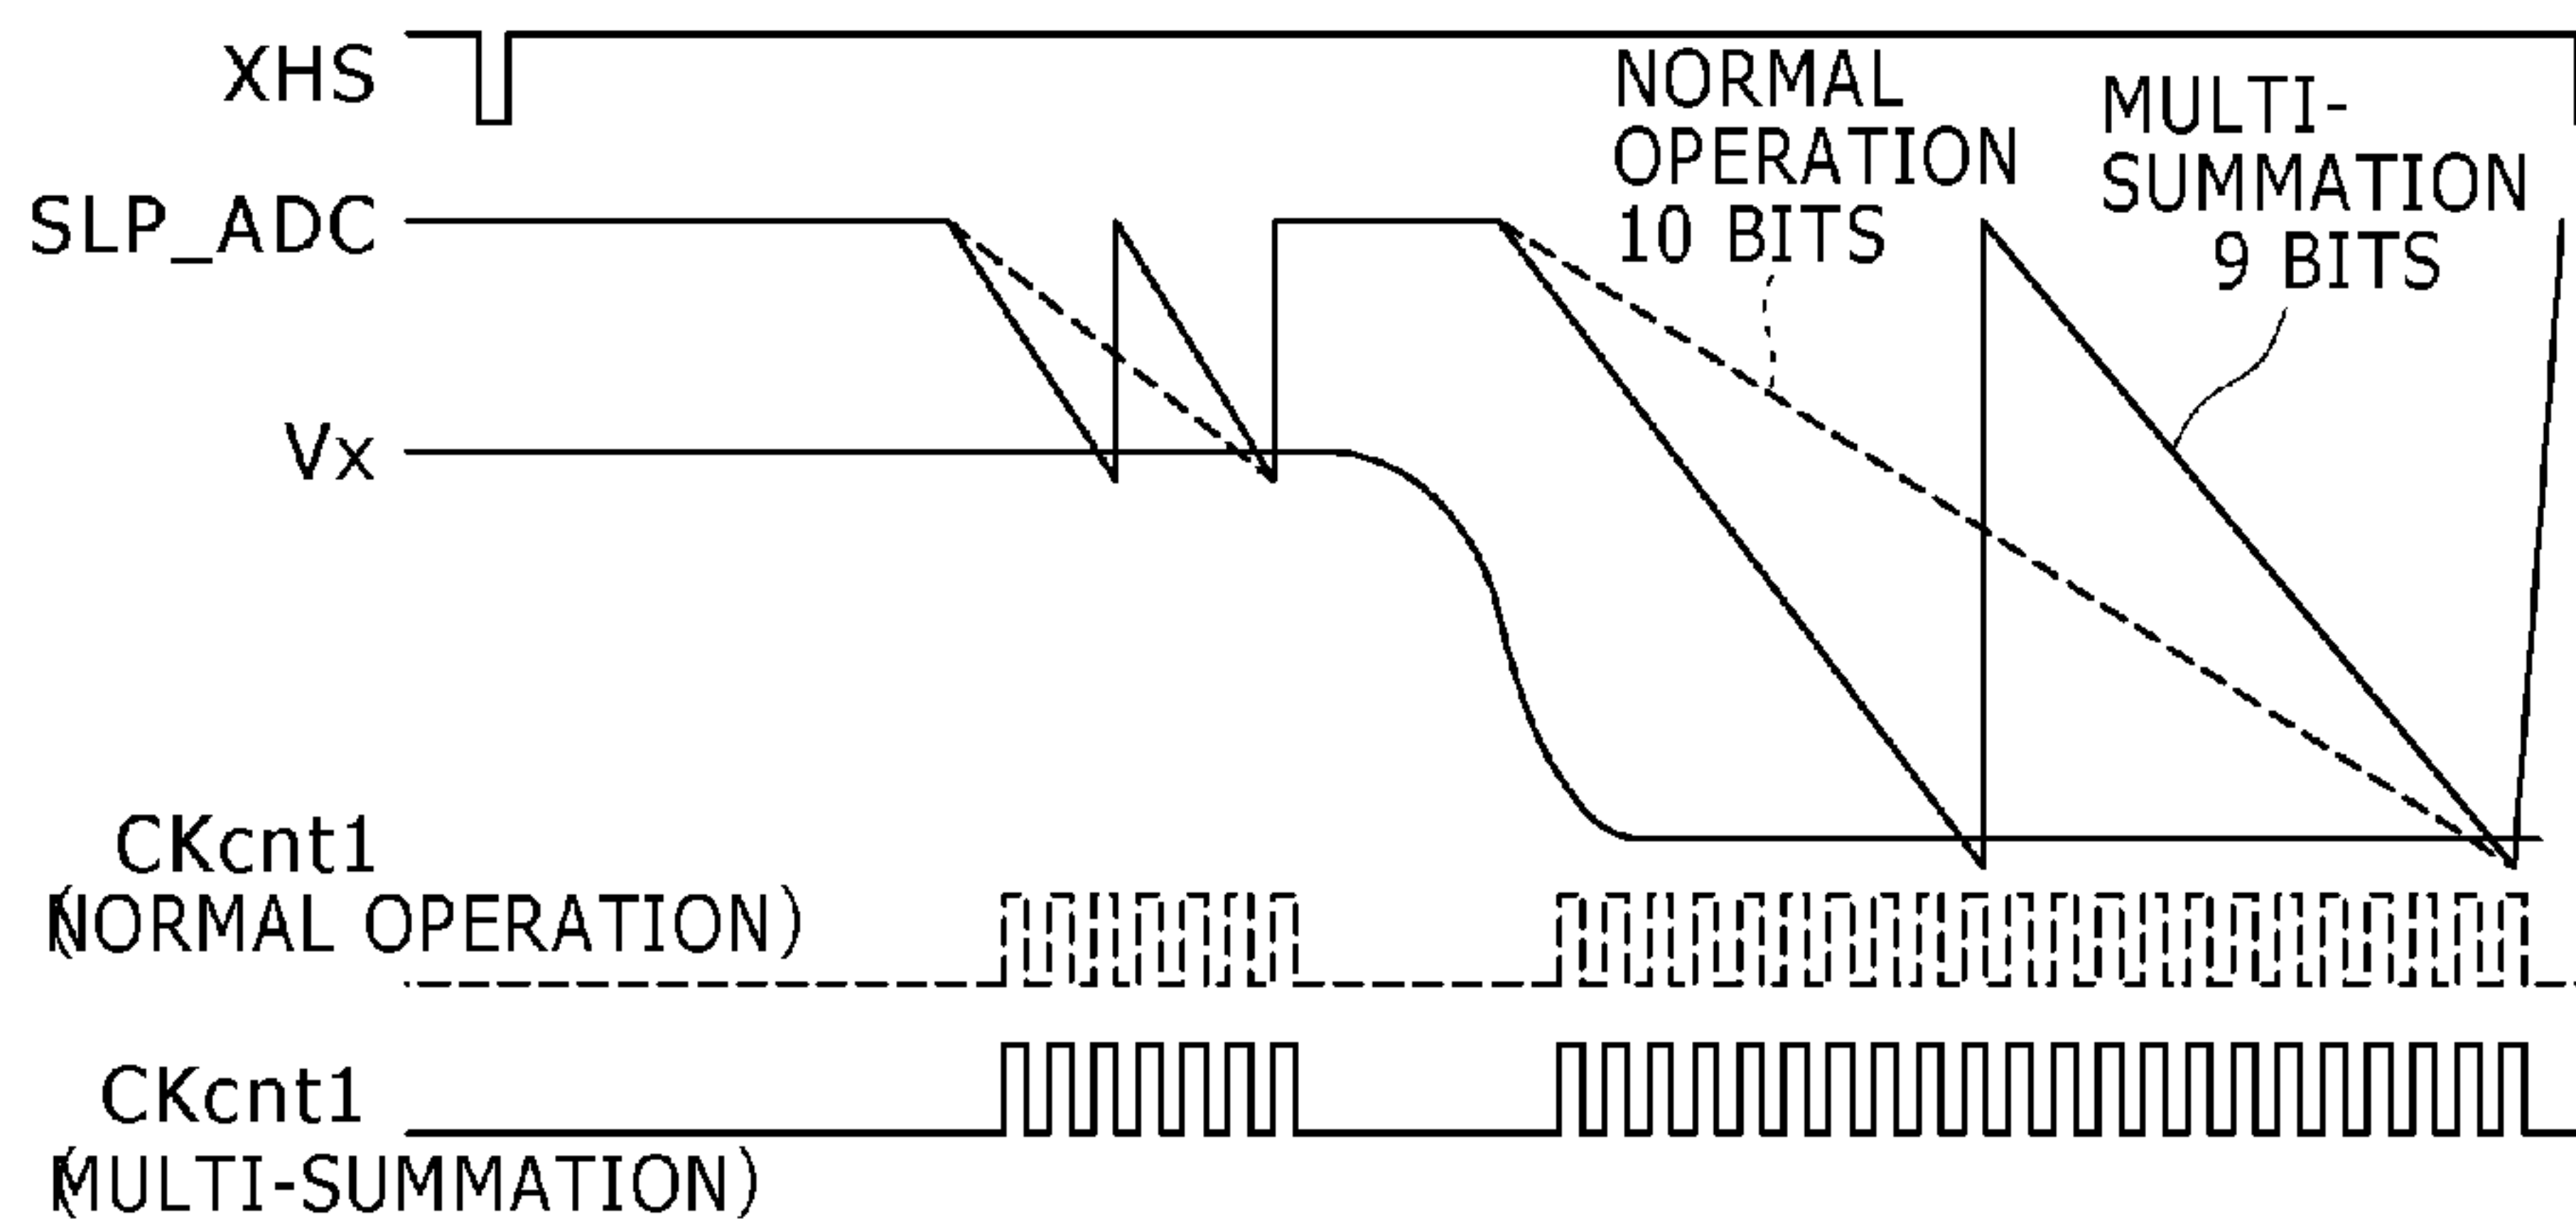 XHS
NORMAL
OPERATION
10 BITS
MULTI-
SUMMATION
9 BITS
SLP_ADC
Vx
CKcnt1
(NORMAL OPERATION)
CKcnt1
(MULTI-SUMMATION)